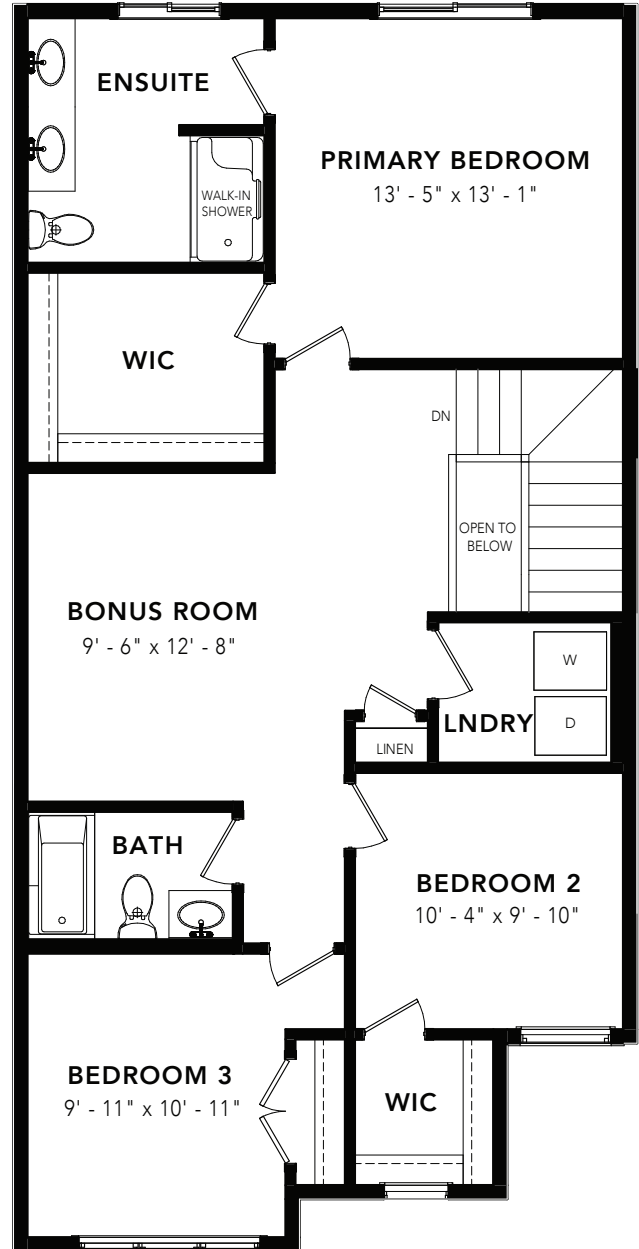 ENSUITE
PRIMARY BEDROOM
13' - 5" x 13' - 1"
WALK-IN
SHOWER
WIC
DN
OPEN TO
BELOW
BONUS ROOM
9' - 6" x 12' - 8"
W
LNDRY
D
LINEN
BATH
BEDROOM 2
10' - 4" x 9' - 10"
BEDROOM 3
9' - 11" x 10' - 11"
WIC